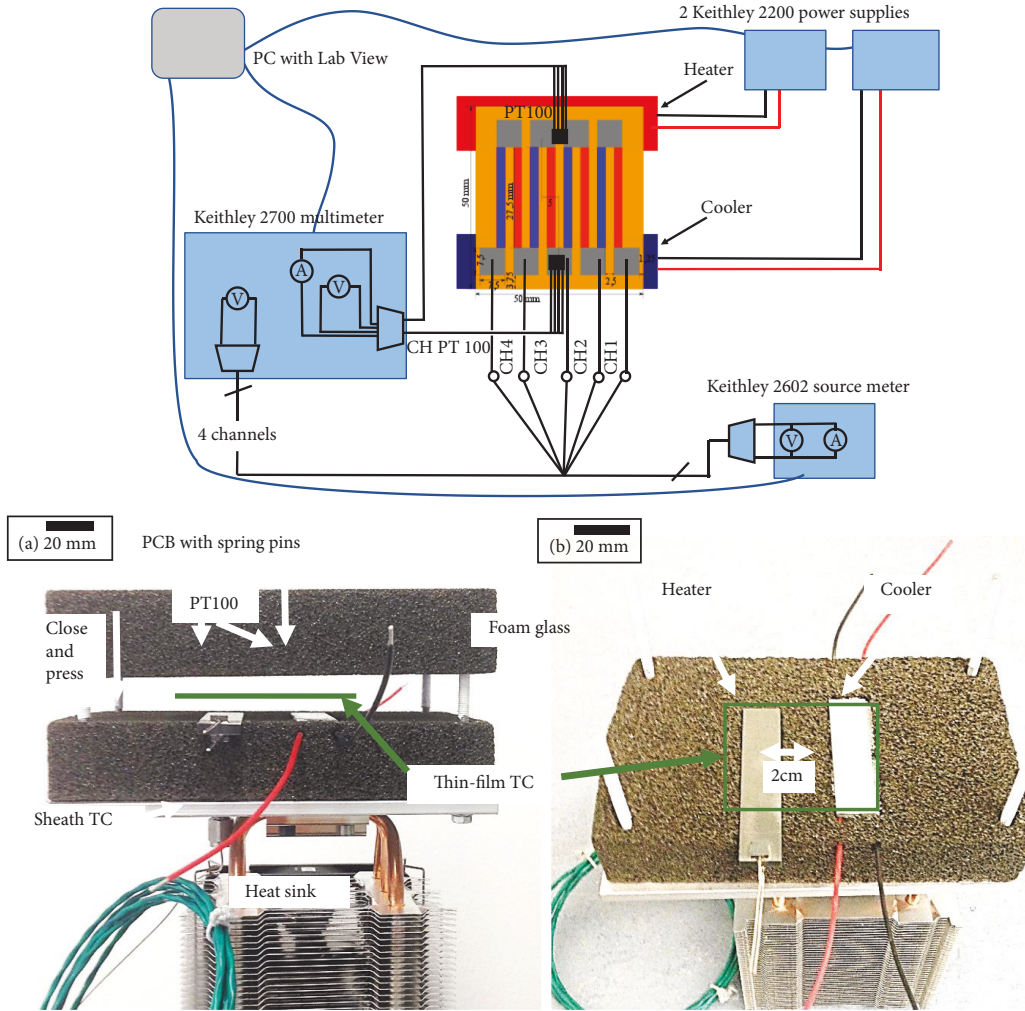 2 Keithley 2200 power supplies
PC with Lab View
Heater
PT100
50 mm
27,5 mm
5
Cooler
Keithley 2700 multimeter
A
V
V
7,5
1,25
7,5
3,75
2,5
50 mm
CH PT 100
CH4
CH3
CH2
CH1
Keithley 2602 source meter
4 channels
V
A
(a) 20 mm
PCB with spring pins
PT100
Close
and
press
Foam glass
Thin-film TC
Sheath TC
Heat sink
(b) 20 mm
Heater
Cooler
2cm